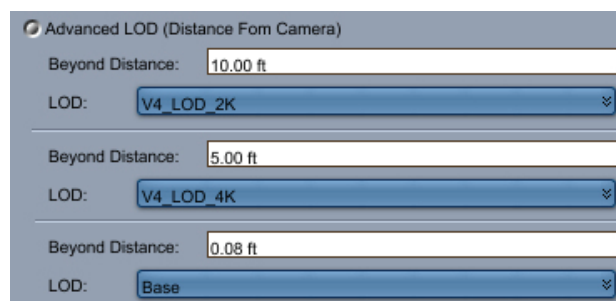 Advanced LOD (Distance Fom Camera)
Beyond Distance: 10.00 ft
LOD: V4_LOD_2K
Beyond Distance: 5.00 ft
LOD: V4_LOD_4K
Beyond Distance: 0.08 ft
LOD: Base